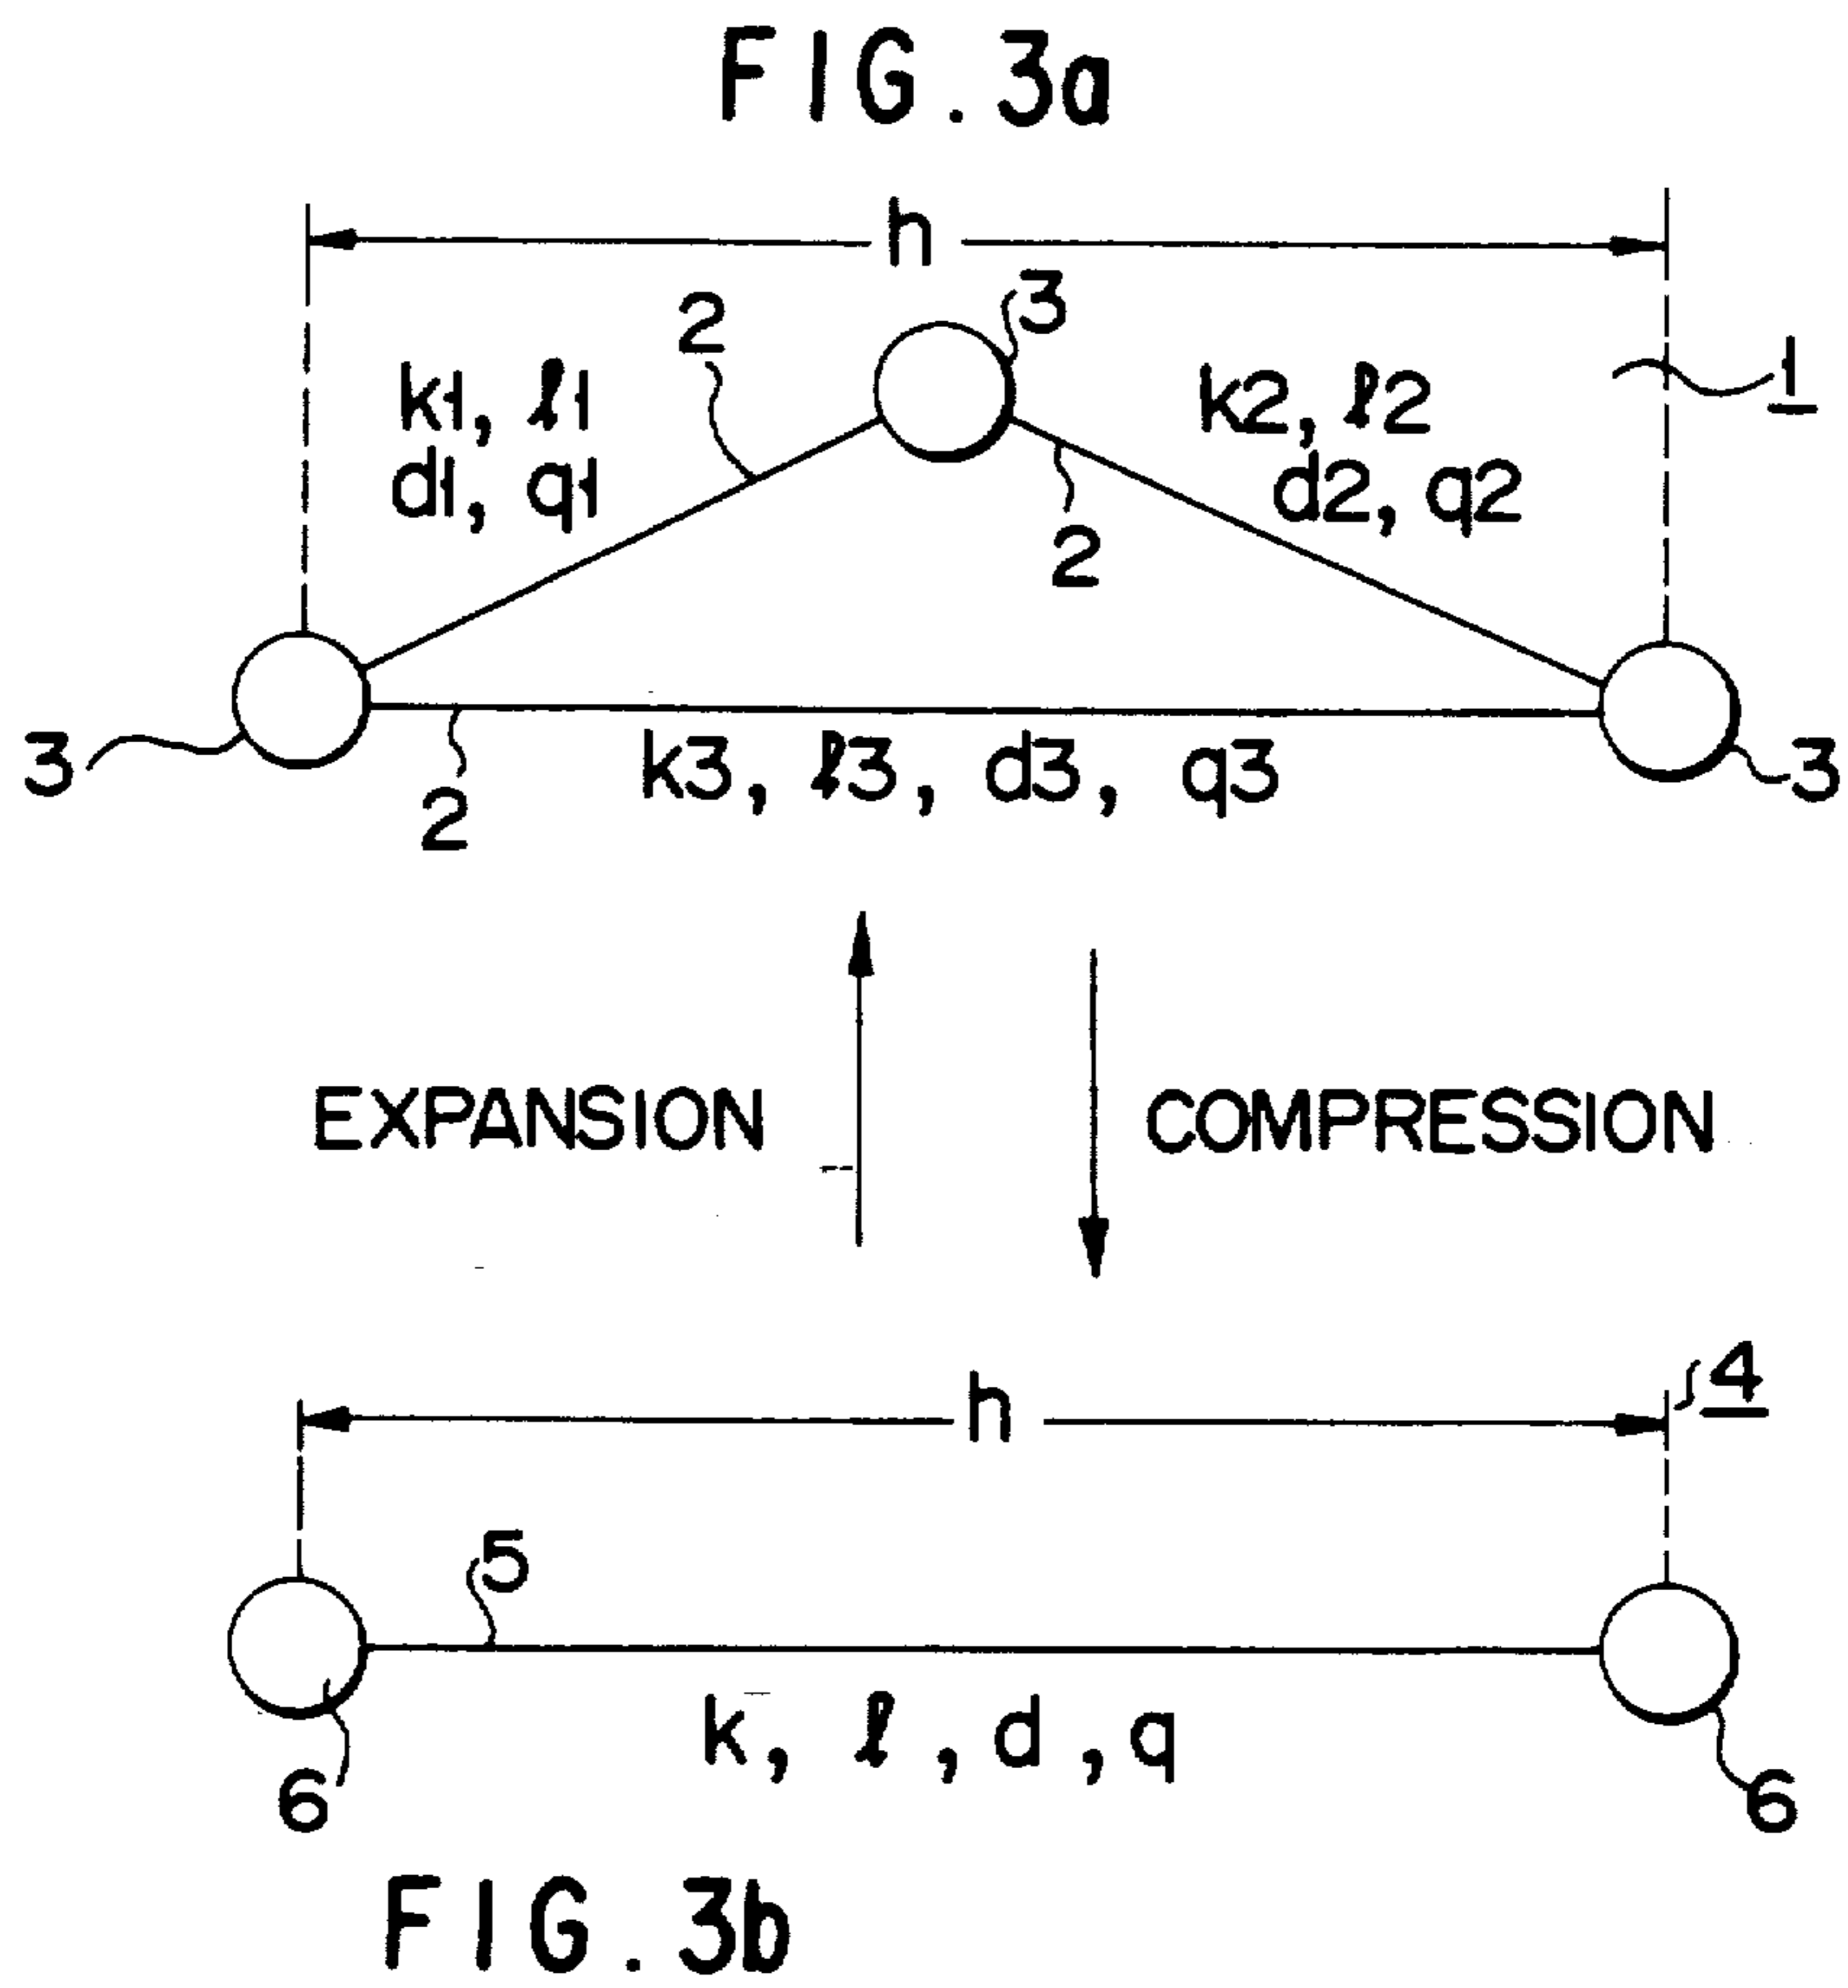 FIG. 3a
h
2
3
1
k1, ℓ1
d1, q1
k2, ℓ2
d2, q2
2
3
3
2
k3, ℓ3, d3, q3
EXPANSION
COMPRESSION
h
4
5
k, ℓ, d, q
6
6
FIG. 3b